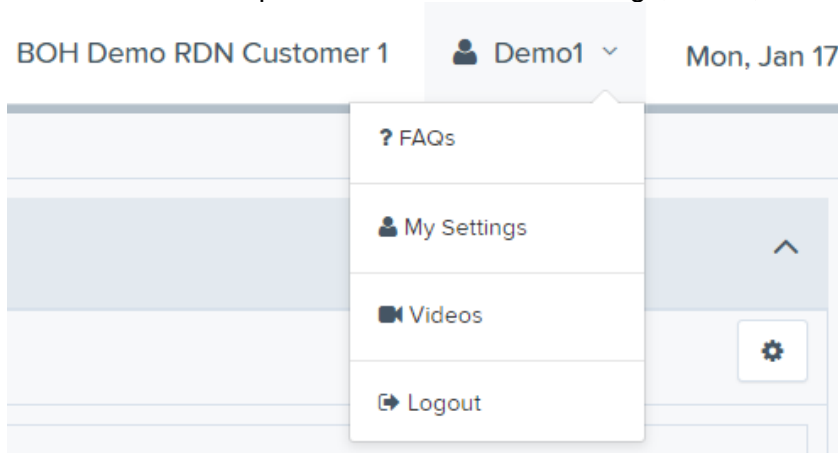 BOH Demo RDN Customer 1 Demo1 Mon, Jan 17
? FAQs
My Settings
Videos
Logout